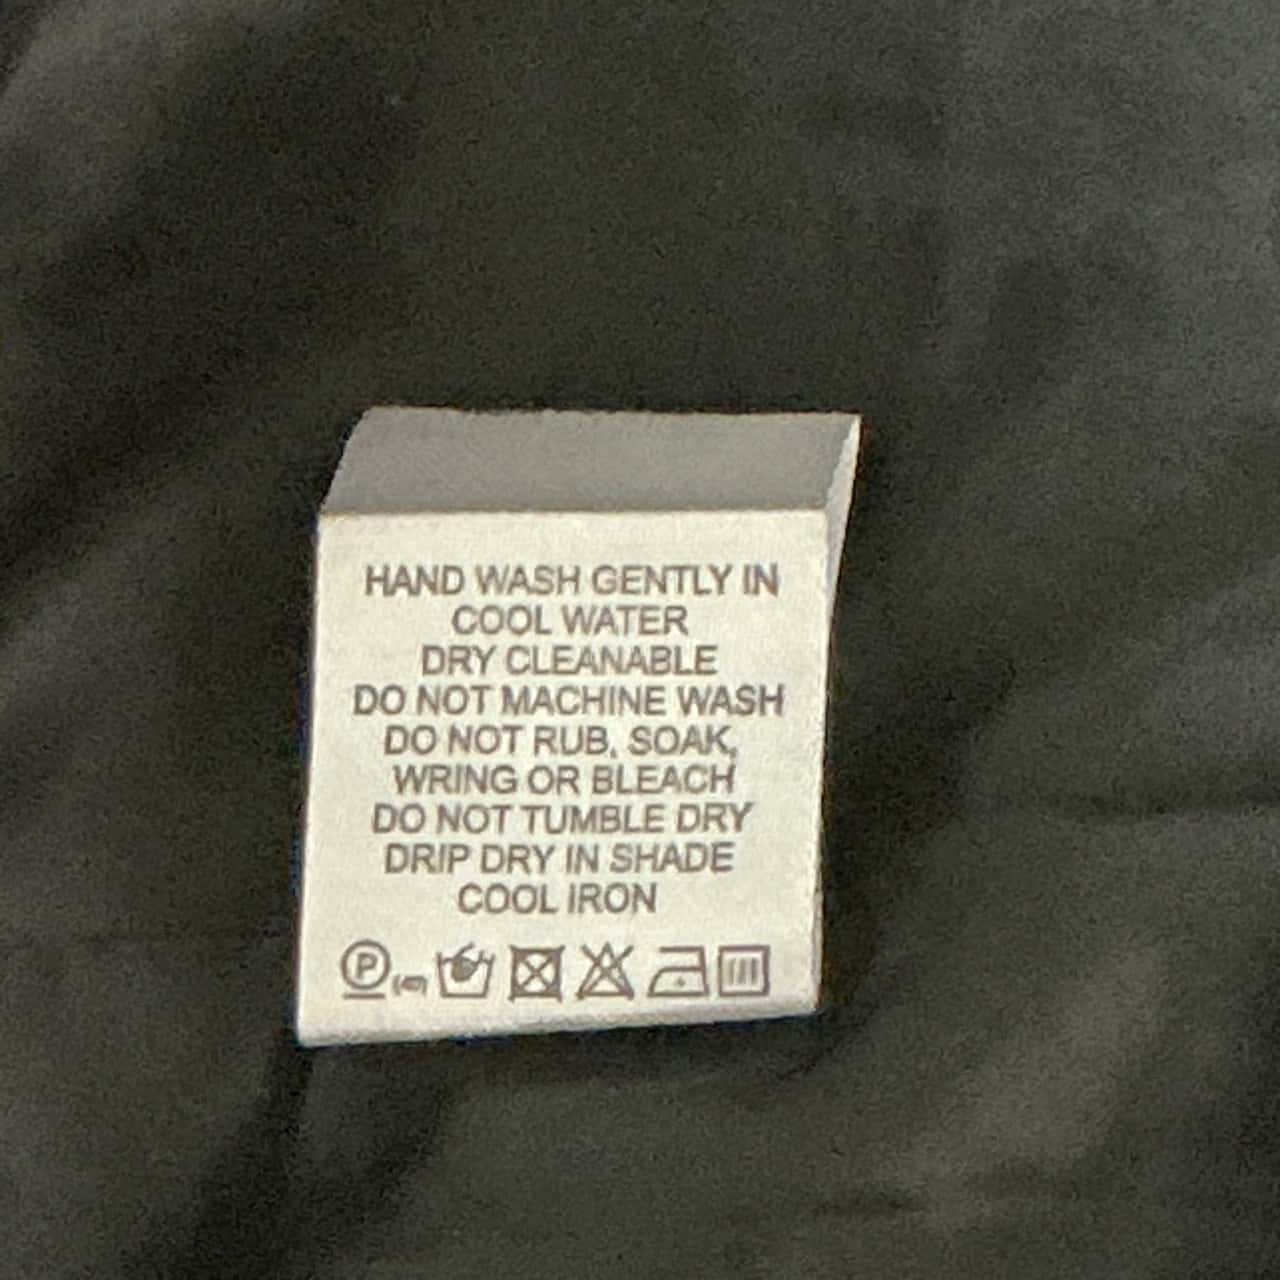 HAND WASH GENTLY IN
COOL WATER
DRY CLEANABLE
DO NOT MACHINE WASH
DO NOT RUB, SOAK,
WRING OR BLEACH
DO NOT TUMBLE DRY
DRIP DRY IN SHADE
COOL IRON
P